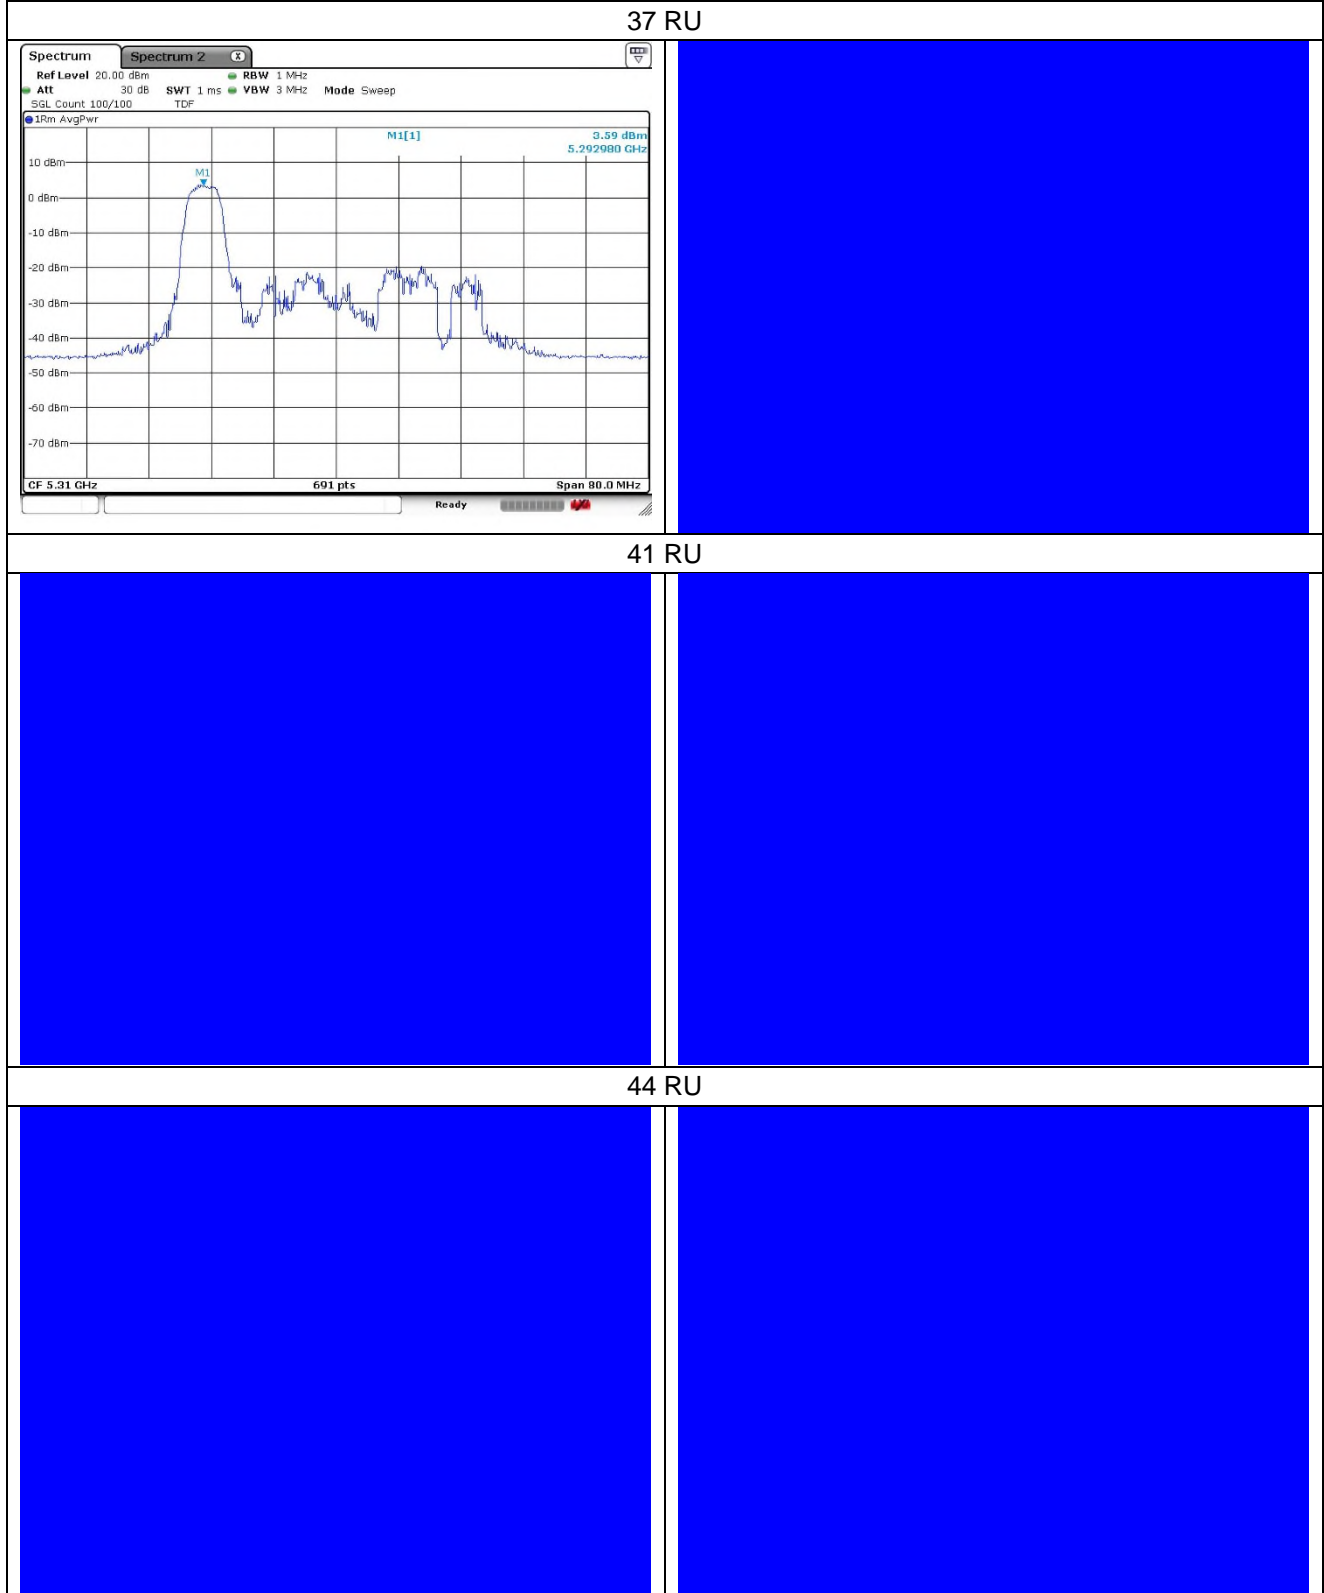 37 RU
Spectrum Spectrum 2 X
Ref Level 20.00 dBm RBW 1 MHz
Att 30 dB SWT 1 ms VBW 3 MHz Mode Sweep
SGL Count 100/100 TDF
1Rm AvgPwr
M1[1] 3.59 dBm
5.292980 GHz
10 dBm
M1
0 dBm
-10 dBm
-20 dBm
-30 dBm
-40 dBm
-50 dBm
-60 dBm
-70 dBm
CF 5.31 GHz 691 pts Span 80.0 MHz
Ready
41 RU
44 RU